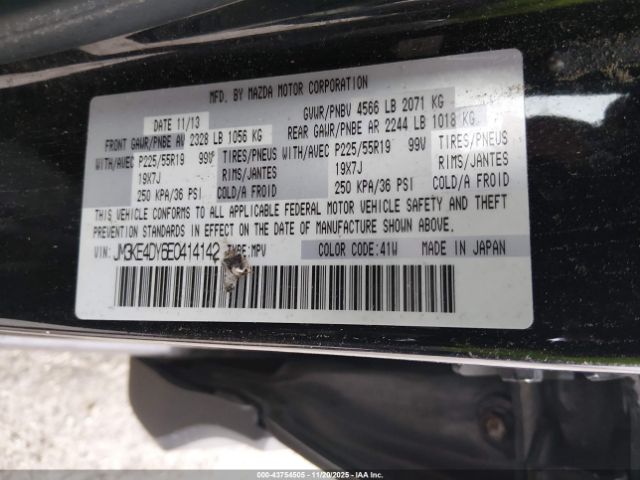 MFD. BY MAZDA MOTOR CORPORATION
DATE 11/13 GVWR/PNBV 4566 LB 2071 KG
FRONT GAWR/PNBE AV 2328 LB 1056 KG REAR GAWR/PNBE AR 2244 LB 1018 KG
WITH/AVEC P225/55R19 99V TIRES/PNEUS WITH/AVEC P225/55R19 99V TIRES/PNEUS
19X7J RIMS/JANTES 19X7J RIMS/JANTES
250 KPA/36 PSI COLD/A FROID 250 KPA/36 PSI COLD/A FROID
THIS VEHICLE CONFORMS TO ALL APPLICABLE FEDERAL MOTOR VEHICLE SAFETY AND THEFT
PREVENTION STANDARDS IN EFFECT ON THE DATE OF MANUFACTURE SHOWN ABOVE.
VIN: JM3KE4DY6E0414142 TYPE: MPV COLOR CODE: 41W MADE IN JAPAN
000-43754505 - 11/20/2025 - IAA Inc.